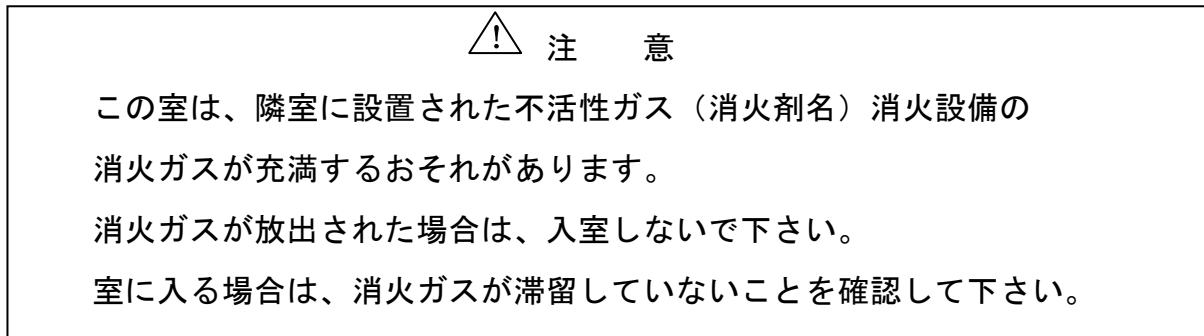 注　意
この室は、隣室に設置された不活性ガス（消火剤名）消火設備の
消火ガスが充満するおそれがあります。
消火ガスが放出された場合は、入室しないで下さい。
室に入る場合は、消火ガスが滞留していないことを確認して下さい。